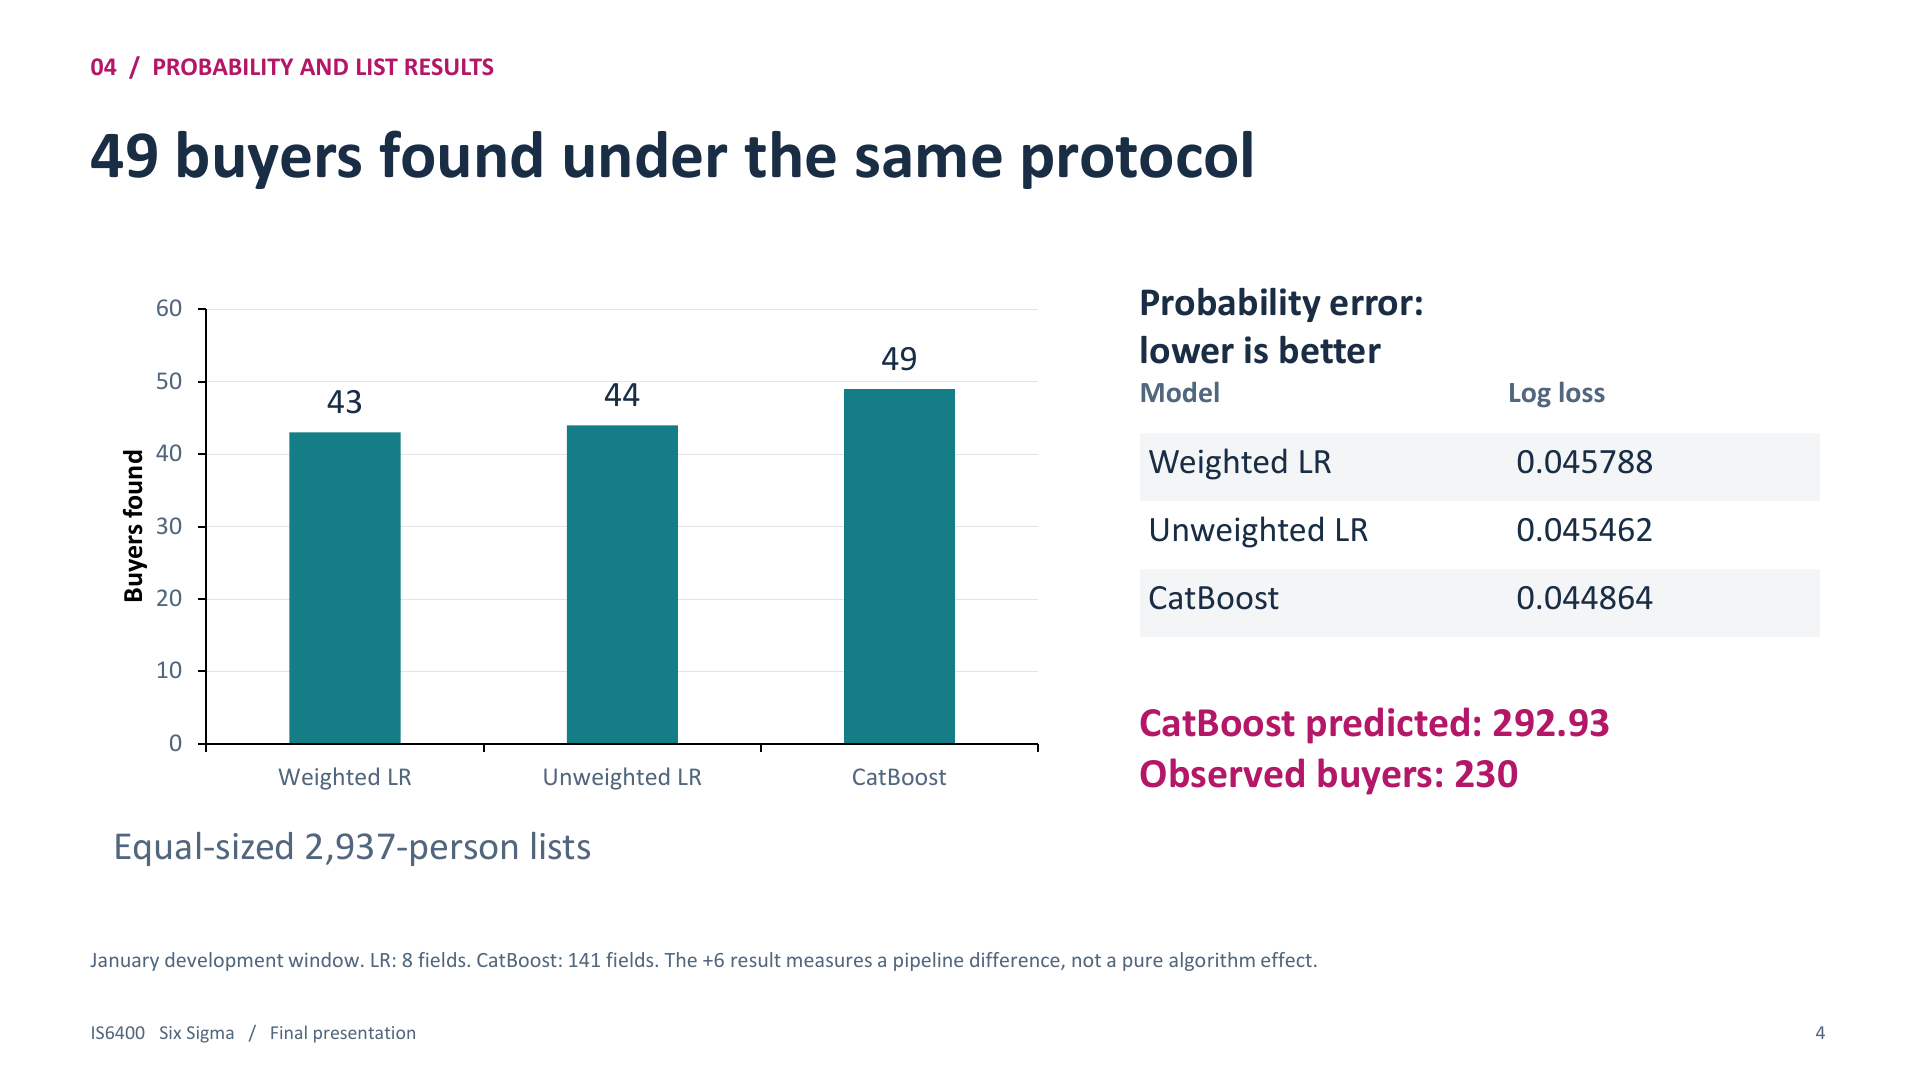 04 / PROBABILITY AND LIST RESULTS
49 buyers found under the same protocol
Buyers found
60
50
40
30
20
10
0
43
44
49
Weighted LR
Unweighted LR
CatBoost
Equal-sized 2,937-person lists
Probability error:
lower is better
Model Log loss
Weighted LR 0.045788
Unweighted LR 0.045462
CatBoost 0.044864
CatBoost predicted: 292.93
Observed buyers: 230
January development window. LR: 8 fields. CatBoost: 141 fields. The +6 result measures a pipeline difference, not a pure algorithm effect.
IS6400 Six Sigma / Final presentation
4